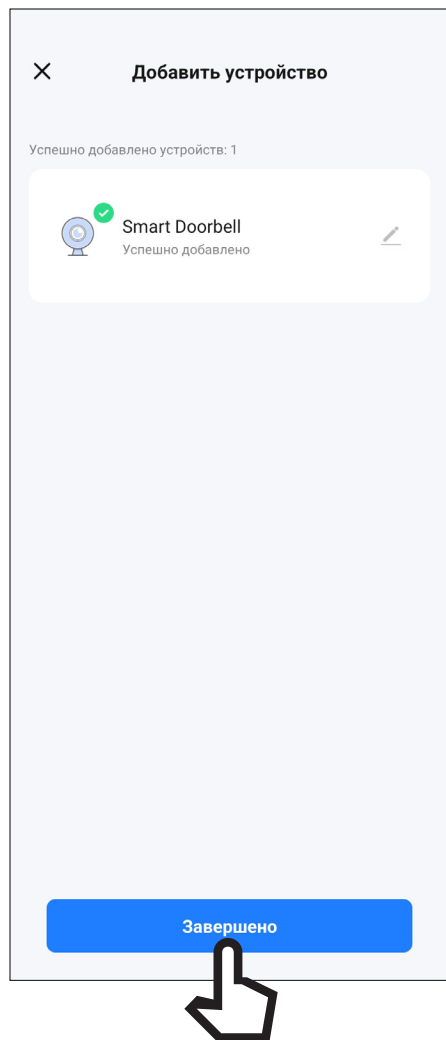 Добавить устройство
Успешно добавлено устройств: 1
Smart Doorbell
Успешно добавлено
Завершено